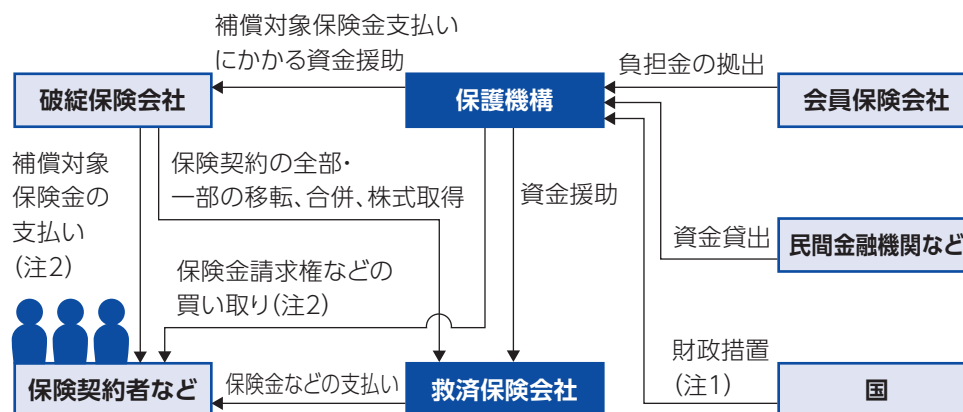 補償対象保険金支払い
にかかる資金援助
負担金の拠出
破綻保険会社
保護機構
会員保険会社
補償対象
保険金の
支払い
(注2)
保険契約の全部・
一部の移転、合併、株式取得
資金援助
資金貸出
民間金融機関など
保険金請求権などの
買い取り(注2)
財政措置
(注1)
保険契約者など
保険金などの支払い
救済保険会社
国